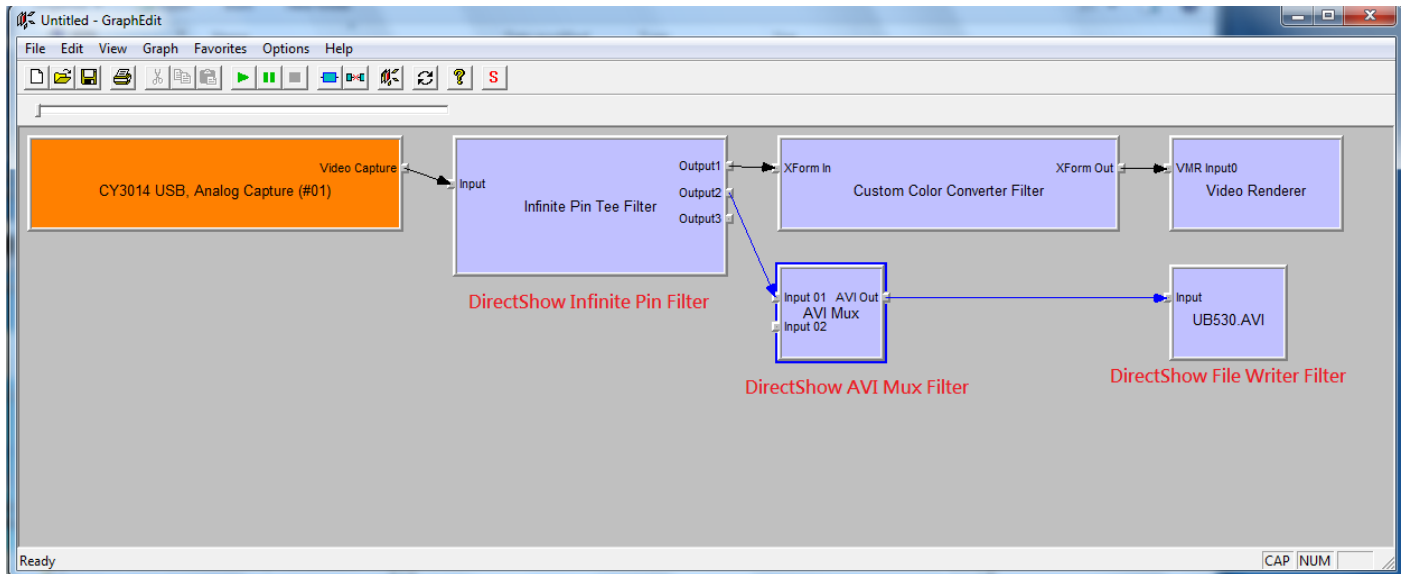 Untitled - GraphEdit
File Edit View Graph Favorites Options Help
S
Video Capture
CY3014 USB, Analog Capture (#01)
Input
Infinite Pin Tee Filter
Output1
Output2
Output3
XForm In
XForm Out
Custom Color Converter Filter
VMR Input0
Video Renderer
DirectShow Infinite Pin Filter
Input 01 AVI Out
AVI Mux
Input 02
Input
UB530.AVI
DirectShow AVI Mux Filter
DirectShow File Writer Filter
Ready
CAP NUM